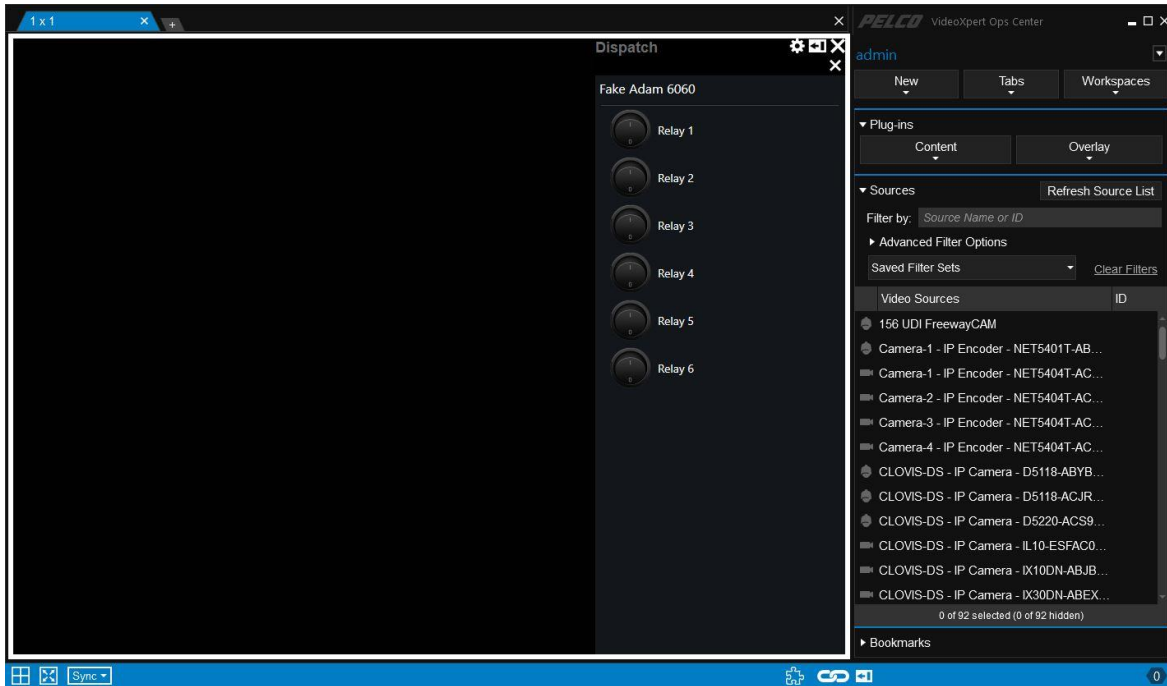 1 x 1
+
PELCO VideoXpert Ops Center
Dispatch
Fake Adam 6060
Relay 1
Relay 2
Relay 3
Relay 4
Relay 5
Relay 6
admin
New Tabs Workspaces
Plug-ins
Content Overlay
Sources Refresh Source List
Filter by: Source Name or ID
Advanced Filter Options
Saved Filter Sets Clear Filters
Video Sources ID
156 UDI FreewayCAM
Camera-1 - IP Encoder - NET5401T-AB...
Camera-1 - IP Encoder - NET5404T-AC...
Camera-2 - IP Encoder - NET5404T-AC...
Camera-3 - IP Encoder - NET5404T-AC...
Camera-4 - IP Encoder - NET5404T-AC...
CLOVIS-DS - IP Camera - D5118-ABYB...
CLOVIS-DS - IP Camera - D5118-ACJR...
CLOVIS-DS - IP Camera - D5220-ACS9...
CLOVIS-DS - IP Camera - IL10-ESFAC0...
CLOVIS-DS - IP Camera - IX10DN-ABJB...
CLOVIS-DS - IP Camera - IX30DN-ABEX...
0 of 92 selected (0 of 92 hidden)
Bookmarks
Sync 0